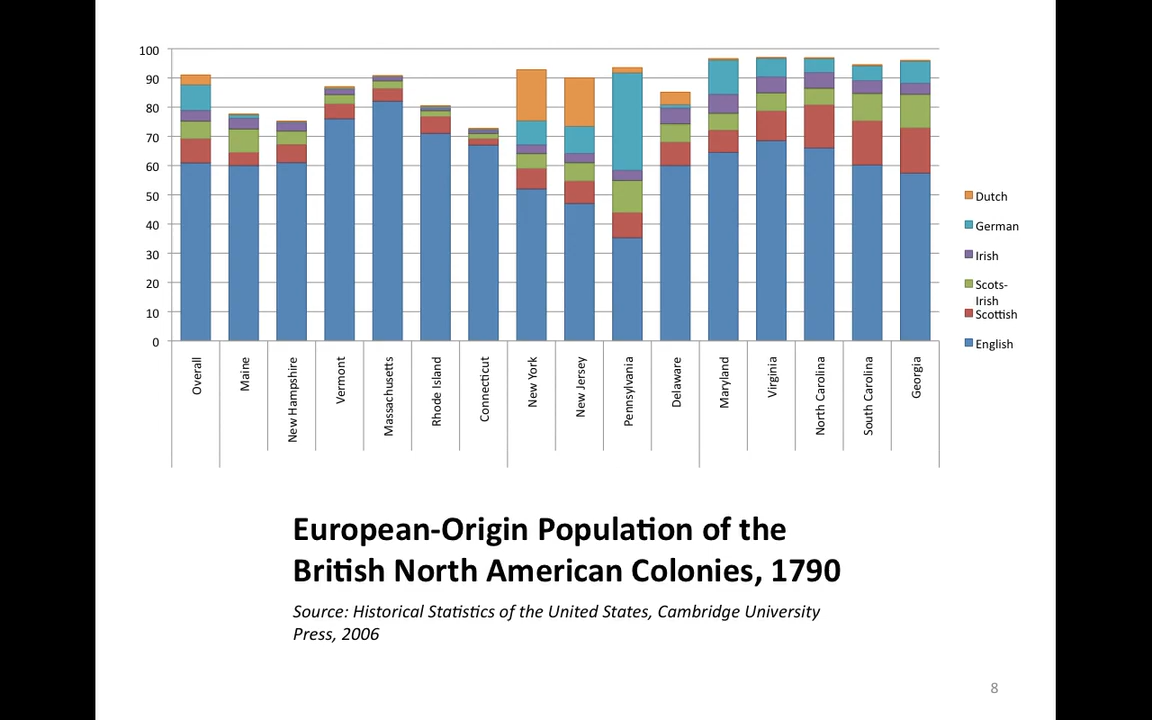 100
90
80
70
60
50
40
30
20
10
0
Overall
Maine
New Hampshire
Vermont
Massachusetts
Rhode Island
Connecticut
New York
New Jersey
Pennsylvania
Delaware
Maryland
Virginia
North Carolina
South Carolina
Georgia
Dutch
German
Irish
Scots-
Irish
Scottish
English
European-Origin Population of the
British North American Colonies, 1790
Source: Historical Statistics of the United States, Cambridge University
Press, 2006
8